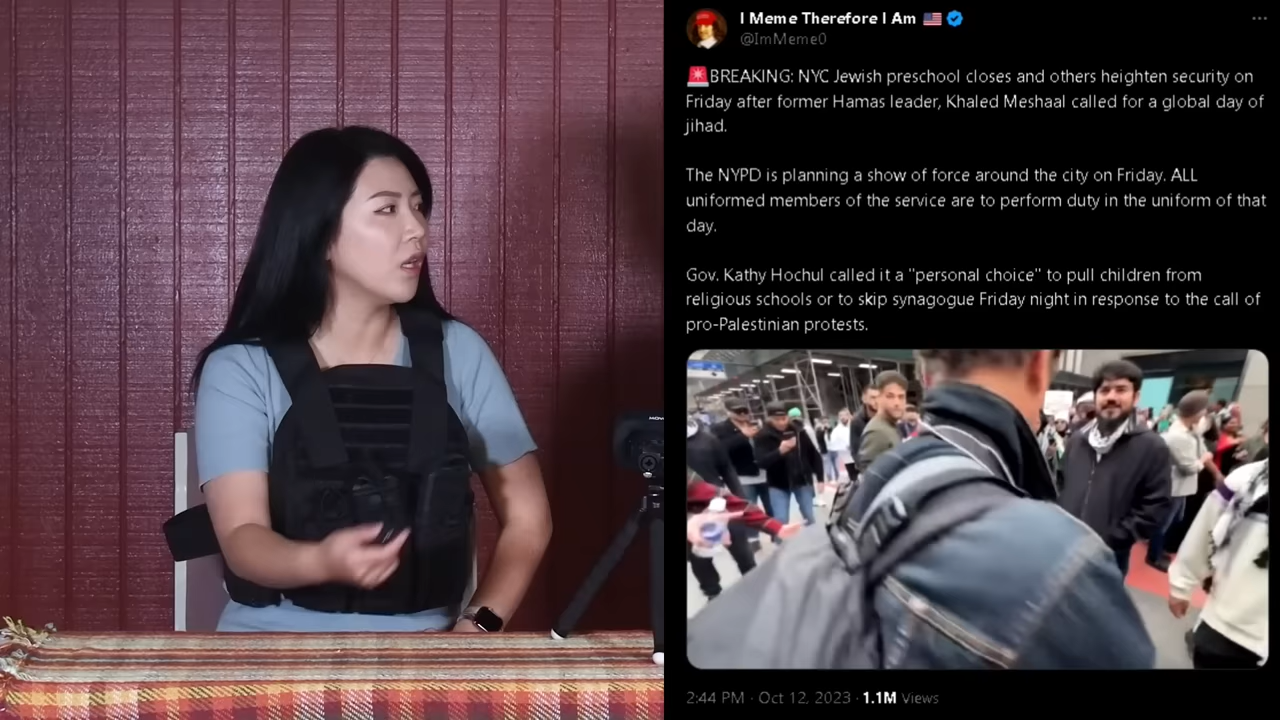 I Meme Therefore I Am
@ImMeme0
BREAKING: NYC Jewish preschool closes and others heighten security on
Friday after former Hamas leader, Khaled Meshaal called for a global day of
jihad.
The NYPD is planning a show of force around the city on Friday. ALL
uniformed members of the service are to perform duty in the uniform of that
day.
Gov. Kathy Hochul called it a "personal choice" to pull children from
religious schools or to skip synagogue Friday night in response to the call of
pro-Palestinian protests.
2:44 PM · Oct 12, 2023 · 1.1M Views